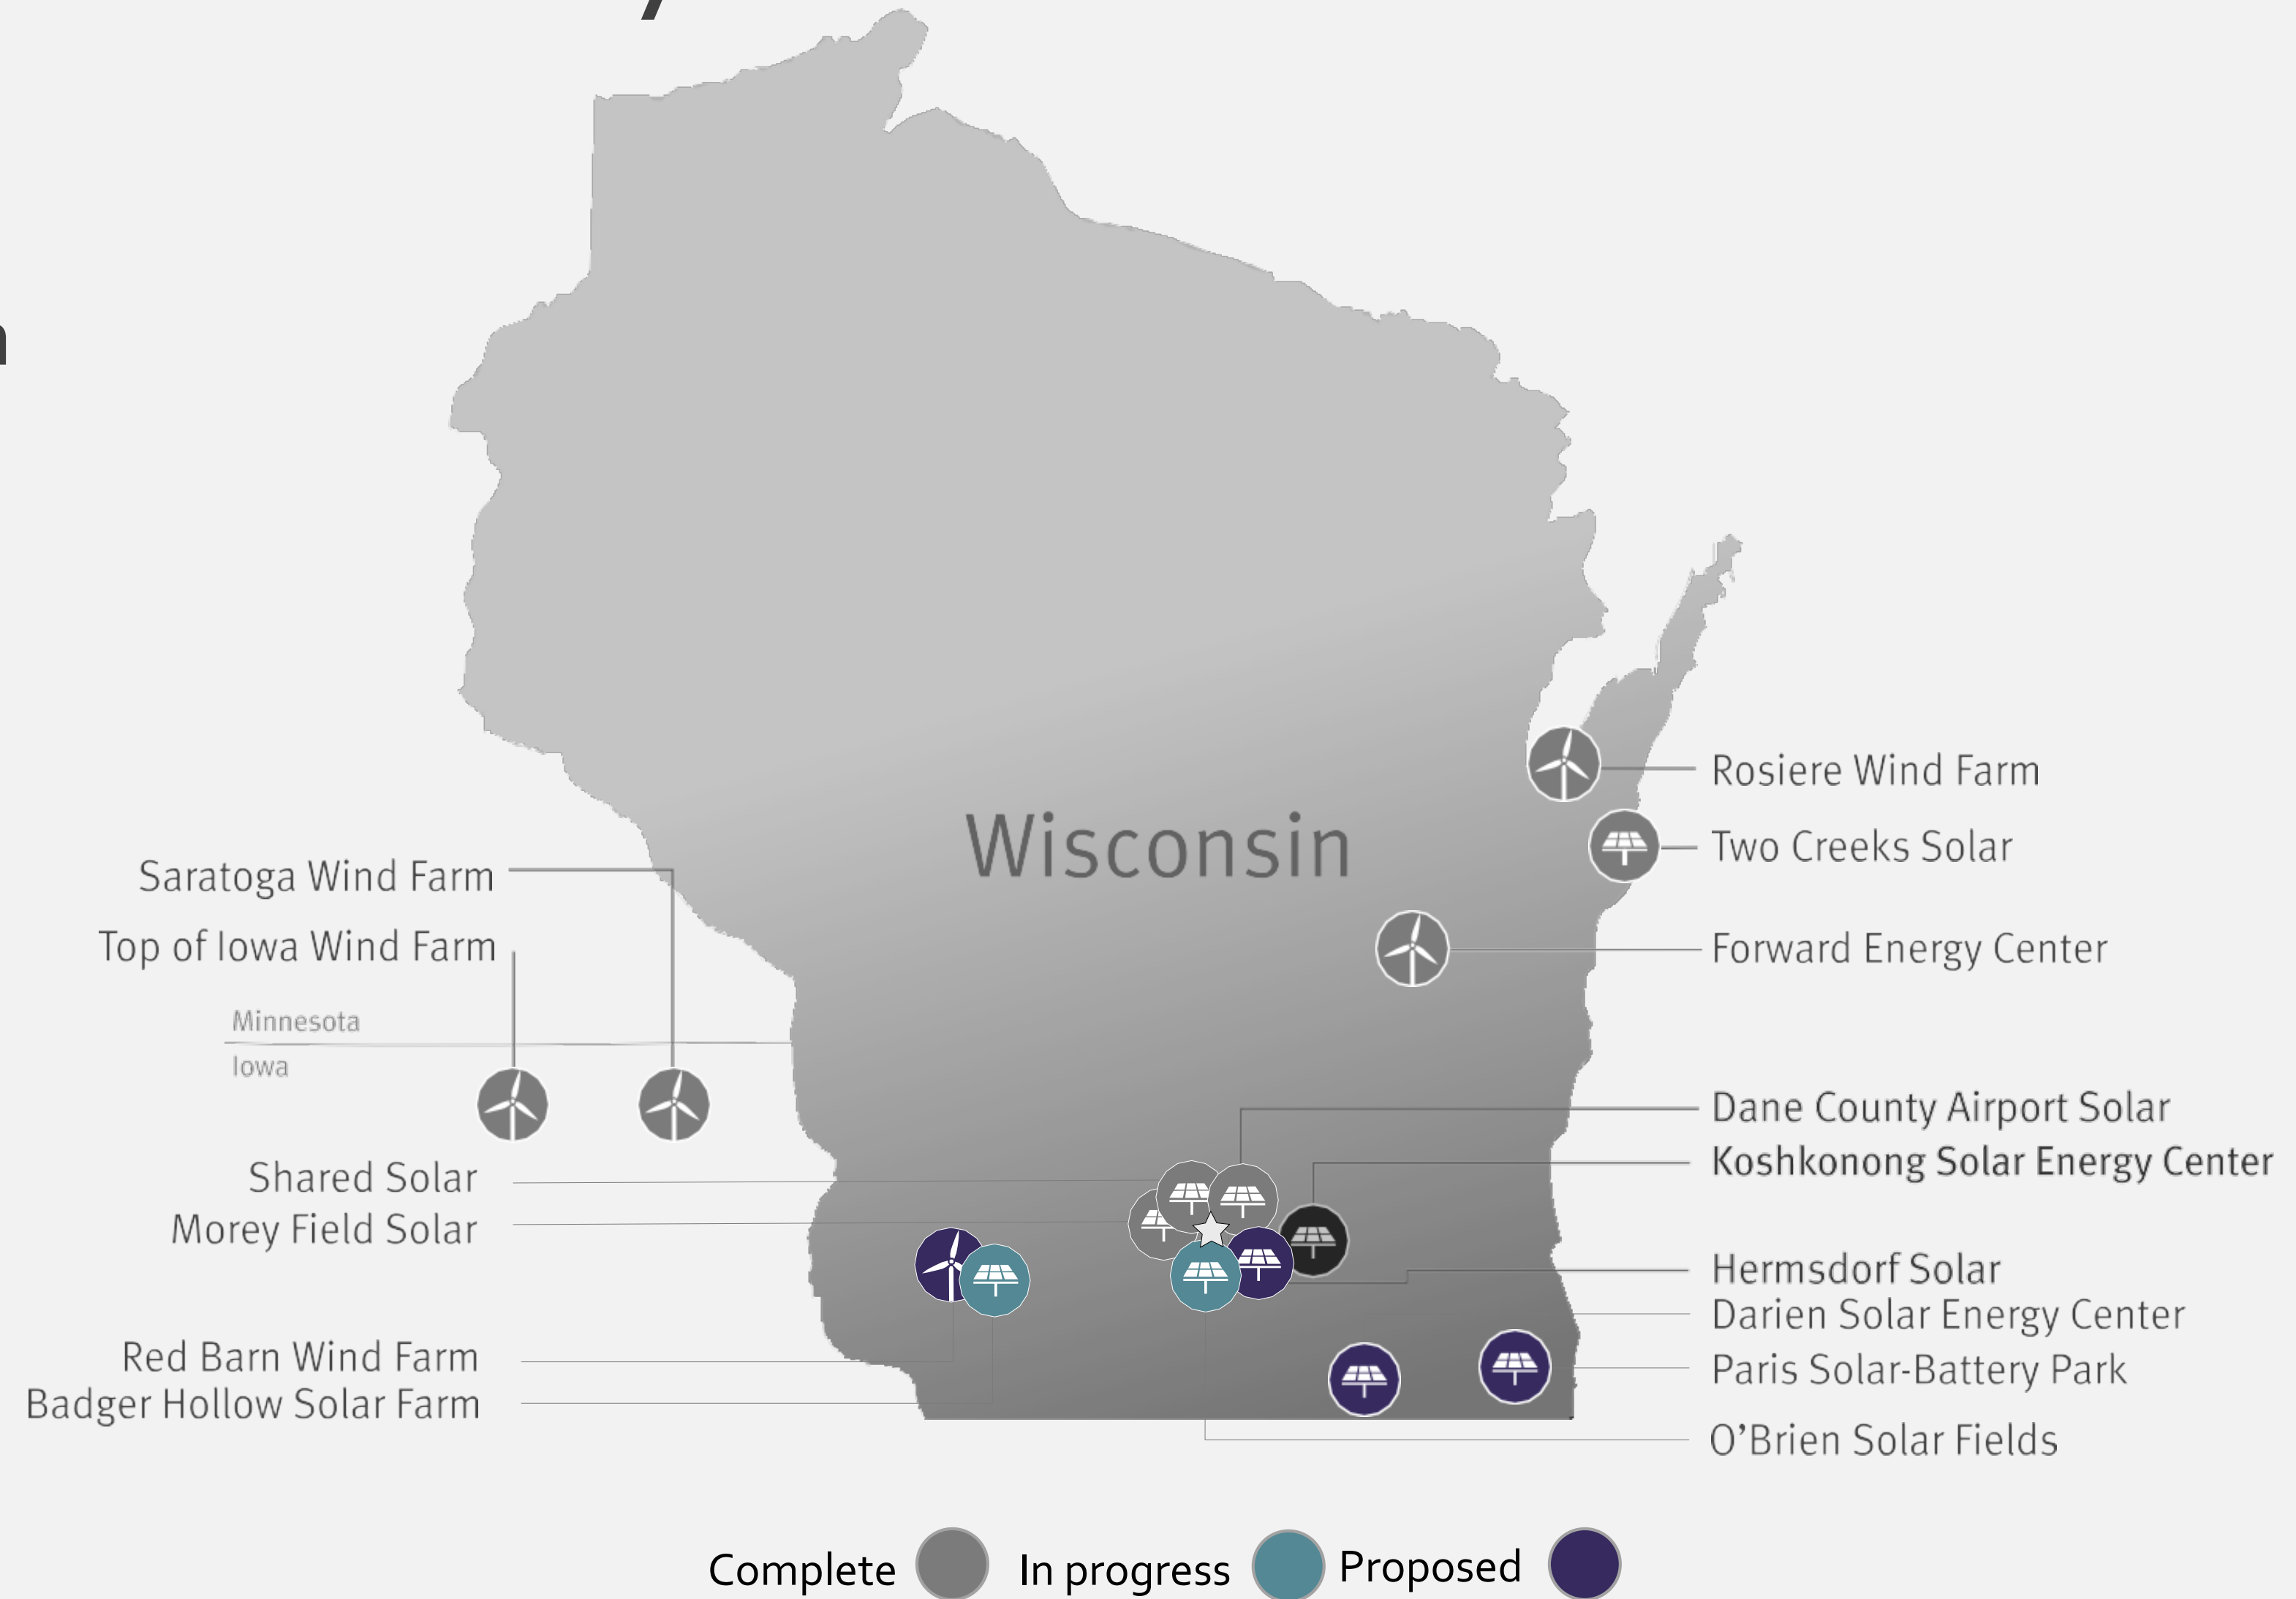 Wisconsin
Saratoga Wind Farm
Top of Iowa Wind Farm
Minnesota
Iowa
Shared Solar
Morey Field Solar
Red Barn Wind Farm
Badger Hollow Solar Farm
Rosiere Wind Farm
Two Creeks Solar
Forward Energy Center
Dane County Airport Solar
Koshkonong Solar Energy Center
Hermsdorf Solar
Darien Solar Energy Center
Paris Solar-Battery Park
O’Brien Solar Fields
Complete In progress Proposed